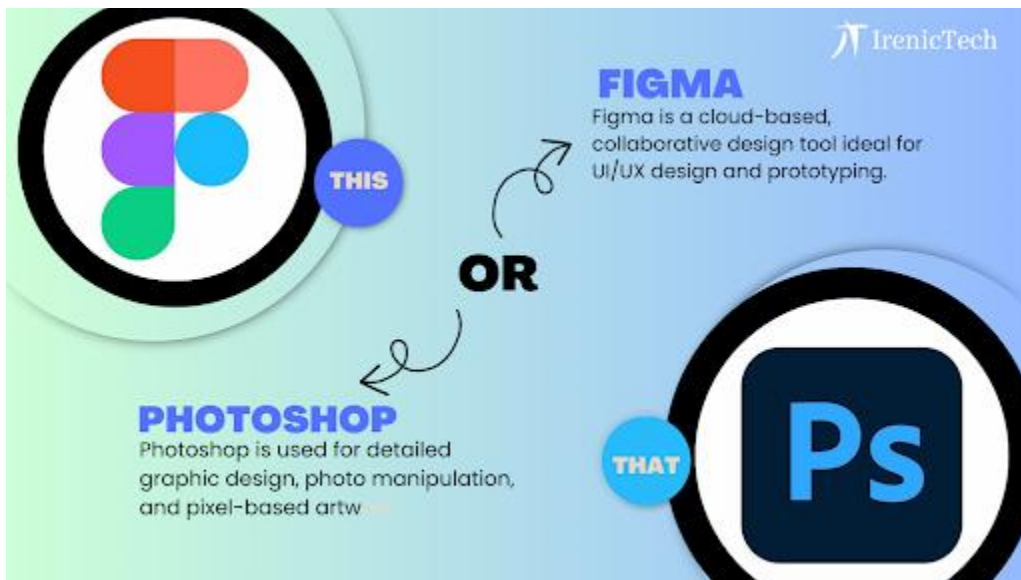 IrenicTech
FIGMA
Figma is a cloud-based,
collaborative design tool ideal for
UI/UX design and prototyping.
THIS
OR
PHOTOSHOP
Photoshop is used for detailed
graphic design, photo manipulation,
and pixel-based artw
THAT
Ps